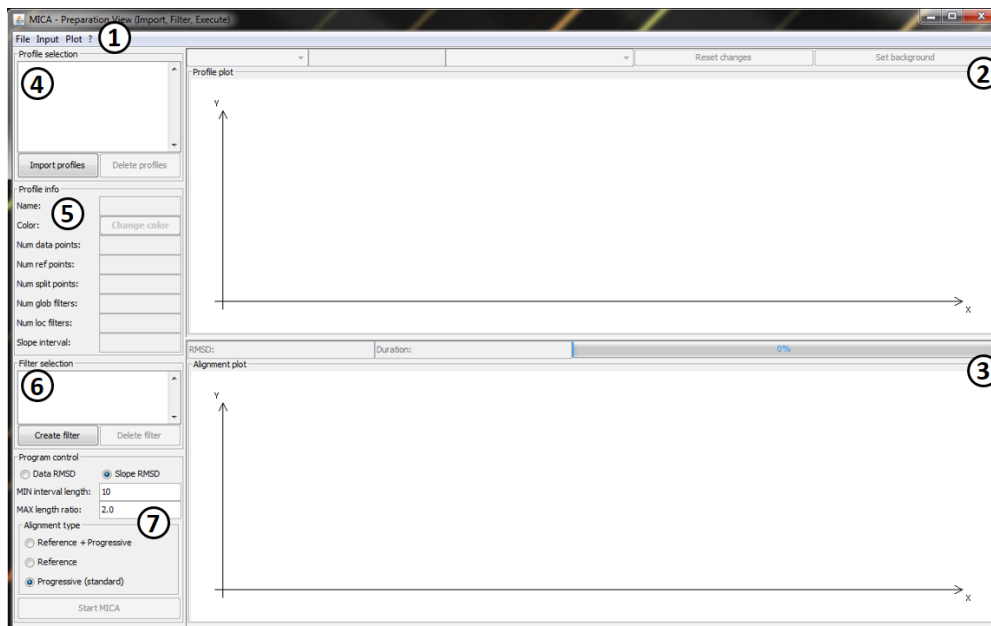 MICA - Preparation View (Import, Filter, Execute)
File Input Plot ?
1
Profile selection
4
Import profiles Delete profiles
Reset changes Set background
2
Profile plot
Y
X
Profile info
5
Name:
Color: Change color
Num data points:
Num ref points:
Num split points:
Num glob filters:
Num loc filters:
Slope interval:
RMSD: Duration: 0%
3
Alignment plot
Y
X
Filter selection
6
Create filter Delete filter
Program control
Data RMSD Slope RMSD
MIN interval length: 10
MAX length ratio: 2.0
7
Alignment type
Reference + Progressive
Reference
Progressive (standard)
Start MICA